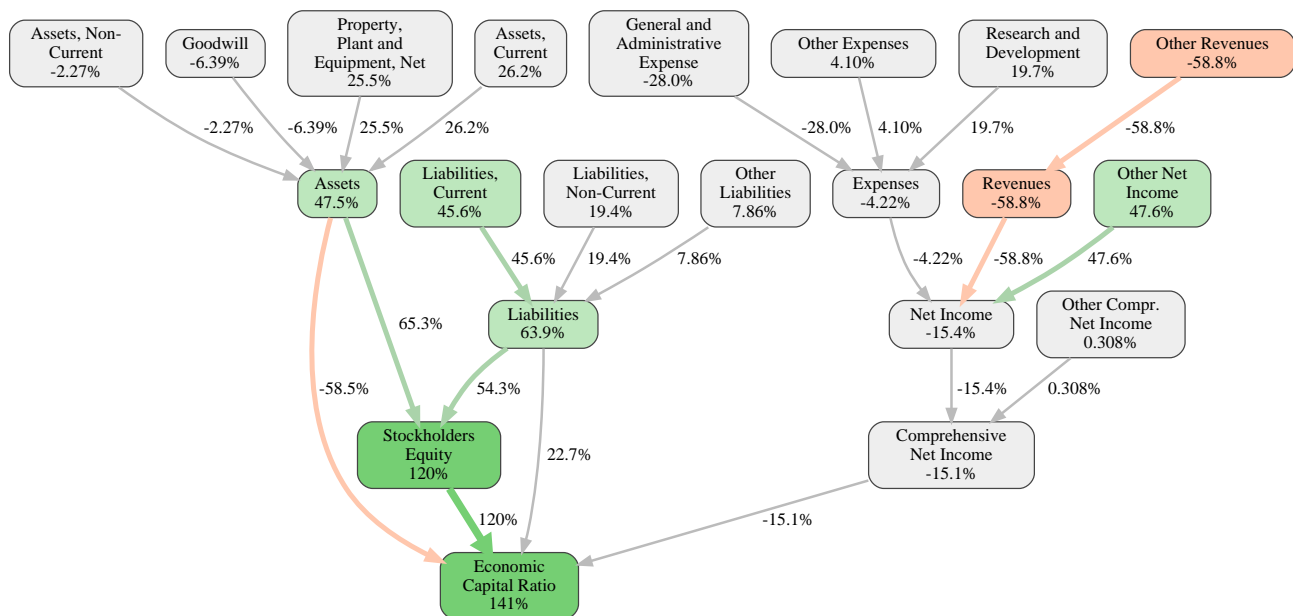 Assets, Non-
Current
-2.27%
Goodwill
-6.39%
Property,
Plant and
Equipment, Net
25.5%
Assets,
Current
26.2%
General and
Administrative
Expense
-28.0%
Other Expenses
4.10%
Research and
Development
19.7%
Other Revenues
-58.8%
-2.27%
-6.39%
25.5%
26.2%
-28.0%
4.10%
19.7%
-58.8%
Assets
47.5%
Liabilities,
Current
45.6%
Liabilities,
Non-Current
19.4%
Other
Liabilities
7.86%
Expenses
-4.22%
Revenues
-58.8%
Other Net
Income
47.6%
45.6%
19.4%
7.86%
-4.22%
-58.8%
47.6%
65.3%
Liabilities
63.9%
Net Income
-15.4%
Other Compr.
Net Income
0.308%
-58.5%
54.3%
-15.4%
0.308%
Stockholders
Equity
120%
22.7%
Comprehensive
Net Income
-15.1%
120%
-15.1%
Economic
Capital Ratio
141%